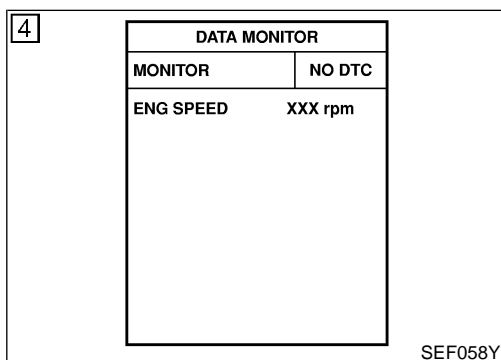 4
DATA MONITOR
MONITOR NO DTC
ENG SPEED XXX rpm
SEF058Y